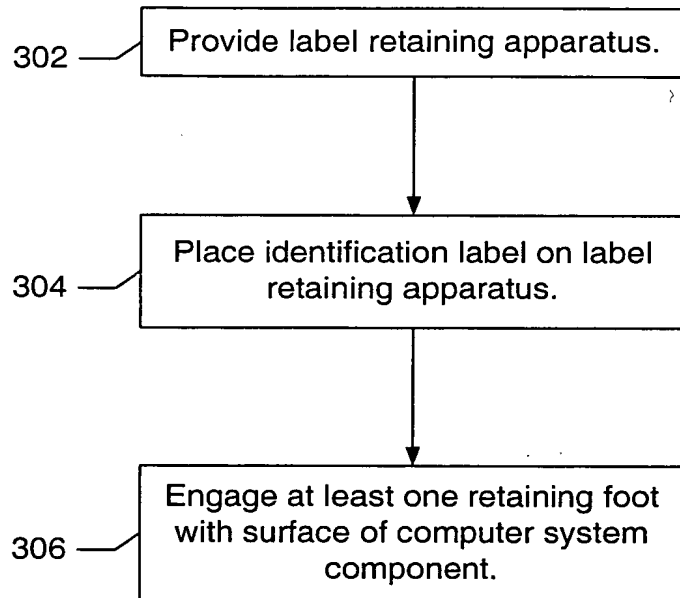 302
Provide label retaining apparatus.
304
Place identification label on label
retaining apparatus.
306
Engage at least one retaining foot
with surface of computer system
component.